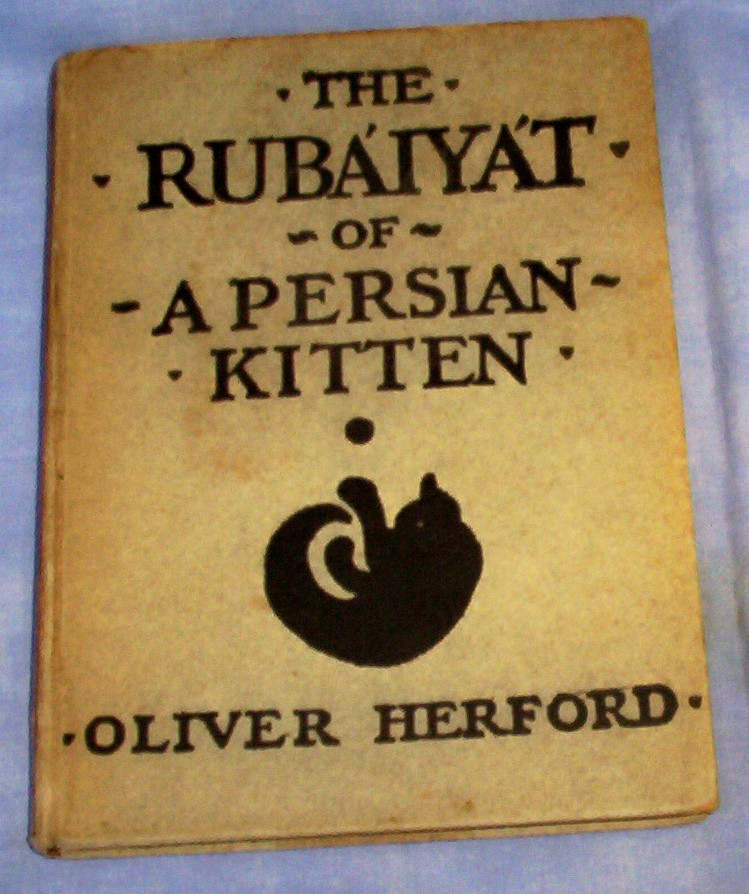 ·THE·
·RUBÁIYÁT·
~OF~
~A PERSIAN~
·KITTEN·
·OLIVER HERFORD·